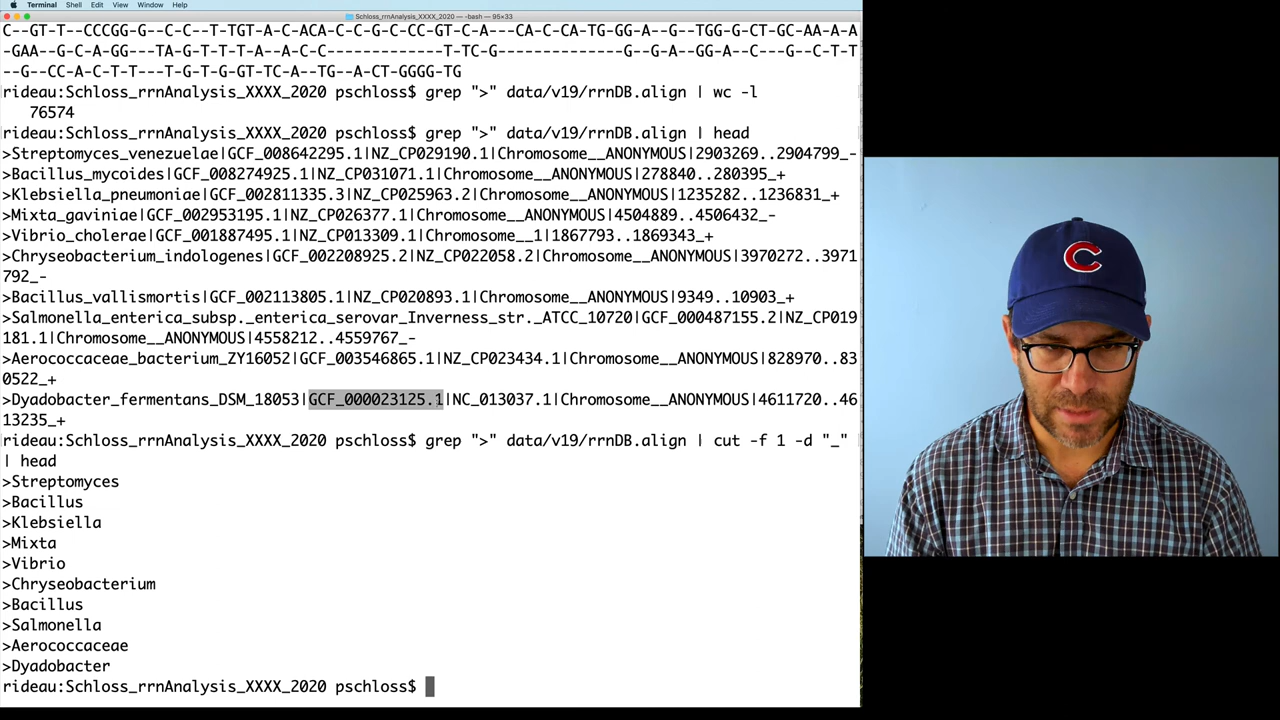 Terminal Shell Edit View Window Help
Schloss_rrnAnalysis_XXXX_2020 — -bash — 95×33
C--GT-T--CCCGG-G--C-C--T-TGT-A-C-ACA-C-C-G-C-CC-GT-C-A---CA-C-CA-TG-GG-A--G--TGG-G-CT-GC-AA-A-A
-GAA--G-C-A-GG---TA-G-T-T-T-A--A-C-C-------------T-TC-G--------------G--G-A--GG-A--C---G--C-T-T
--G--CC-A-C-T-T---T-G-T-G-GT-TC-A--TG--A-CT-GGGG-TG
rideau:Schloss_rrnAnalysis_XXXX_2020 pschloss$ grep ">" data/v19/rrnDB.align | wc -l
76574
rideau:Schloss_rrnAnalysis_XXXX_2020 pschloss$ grep ">" data/v19/rrnDB.align | head
>Streptomyces_venezuelae|GCF_008642295.1|NZ_CP029190.1|Chromosome__ANONYMOUS|2903269..2904799_-
>Bacillus_mycoides|GCF_008274925.1|NZ_CP031071.1|Chromosome__ANONYMOUS|278840..280395_+
>Klebsiella_pneumoniae|GCF_002811335.3|NZ_CP025963.2|Chromosome__ANONYMOUS|1235282..1236831_+
>Mixta_gaviniae|GCF_002953195.1|NZ_CP026377.1|Chromosome__ANONYMOUS|4504889..4506432_-
>Vibrio_cholerae|GCF_001887495.1|NZ_CP013309.1|Chromosome__1|1867793..1869343_+
>Chryseobacterium_indologenes|GCF_002208925.2|NZ_CP022058.2|Chromosome__ANONYMOUS|3970272..3971
792_-
>Bacillus_vallismortis|GCF_002113805.1|NZ_CP020893.1|Chromosome__ANONYMOUS|9349..10903_+
>Salmonella_enterica_subsp._enterica_serovar_Inverness_str._ATCC_10720|GCF_000487155.2|NZ_CP019
181.1|Chromosome__ANONYMOUS|4558212..4559767_-
>Aerococcaceae_bacterium_ZY16052|GCF_003546865.1|NZ_CP023434.1|Chromosome__ANONYMOUS|828970..83
0522_+
>Dyadobacter_fermentans_DSM_18053|GCF_000023125.1|NC_013037.1|Chromosome__ANONYMOUS|4611720..46
13235_+
rideau:Schloss_rrnAnalysis_XXXX_2020 pschloss$ grep ">" data/v19/rrnDB.align | cut -f 1 -d "_"
| head
>Streptomyces
>Bacillus
>Klebsiella
>Mixta
>Vibrio
>Chryseobacterium
>Bacillus
>Salmonella
>Aerococcaceae
>Dyadobacter
rideau:Schloss_rrnAnalysis_XXXX_2020 pschloss$
C